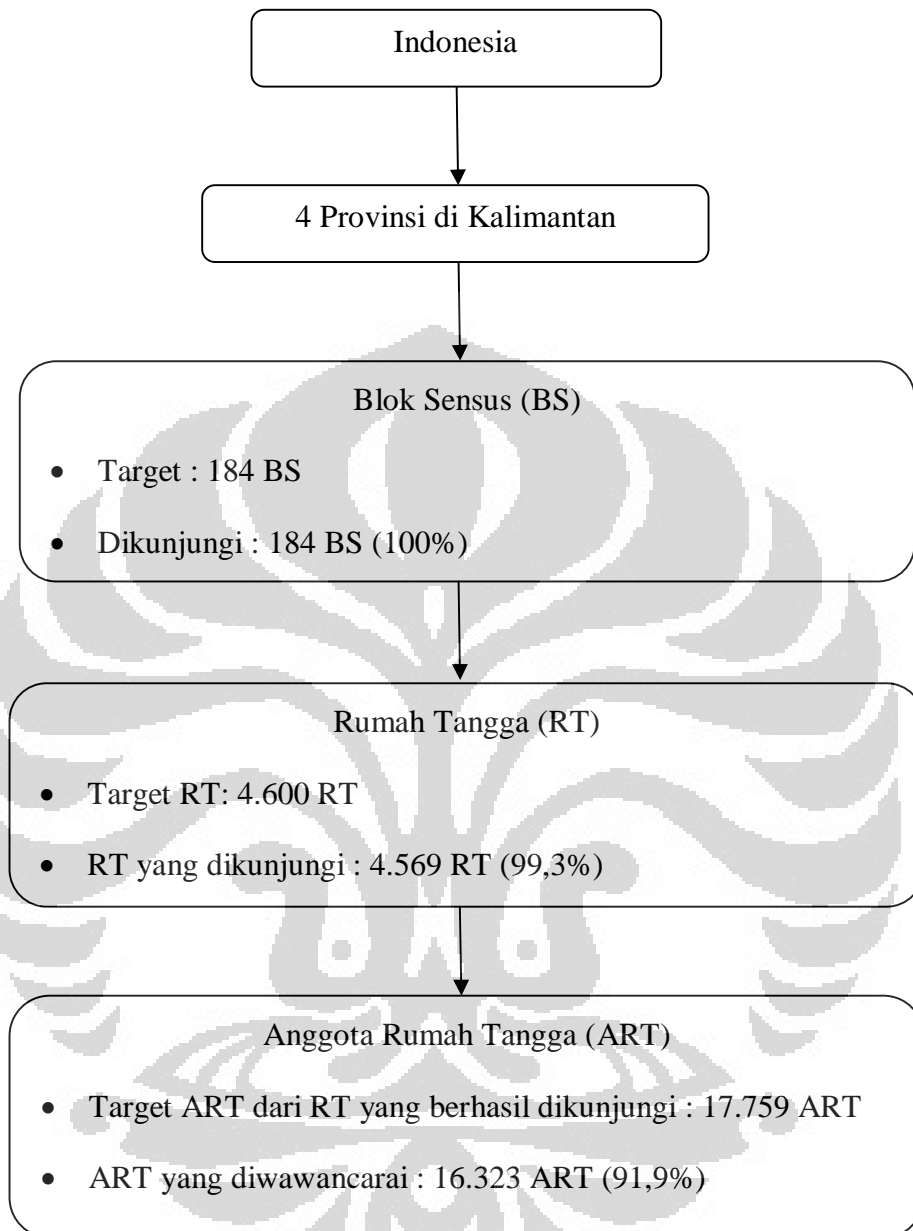 Indonesia
4 Provinsi di Kalimantan
Blok Sensus (BS)
• Target : 184 BS
• Dikunjungi : 184 BS (100%)
Rumah Tangga (RT)
• Target RT: 4.600 RT
• RT yang dikunjungi : 4.569 RT (99,3%)
Anggota Rumah Tangga (ART)
• Target ART dari RT yang berhasil dikunjungi : 17.759 ART
• ART yang diwawancarai : 16.323 ART (91,9%)